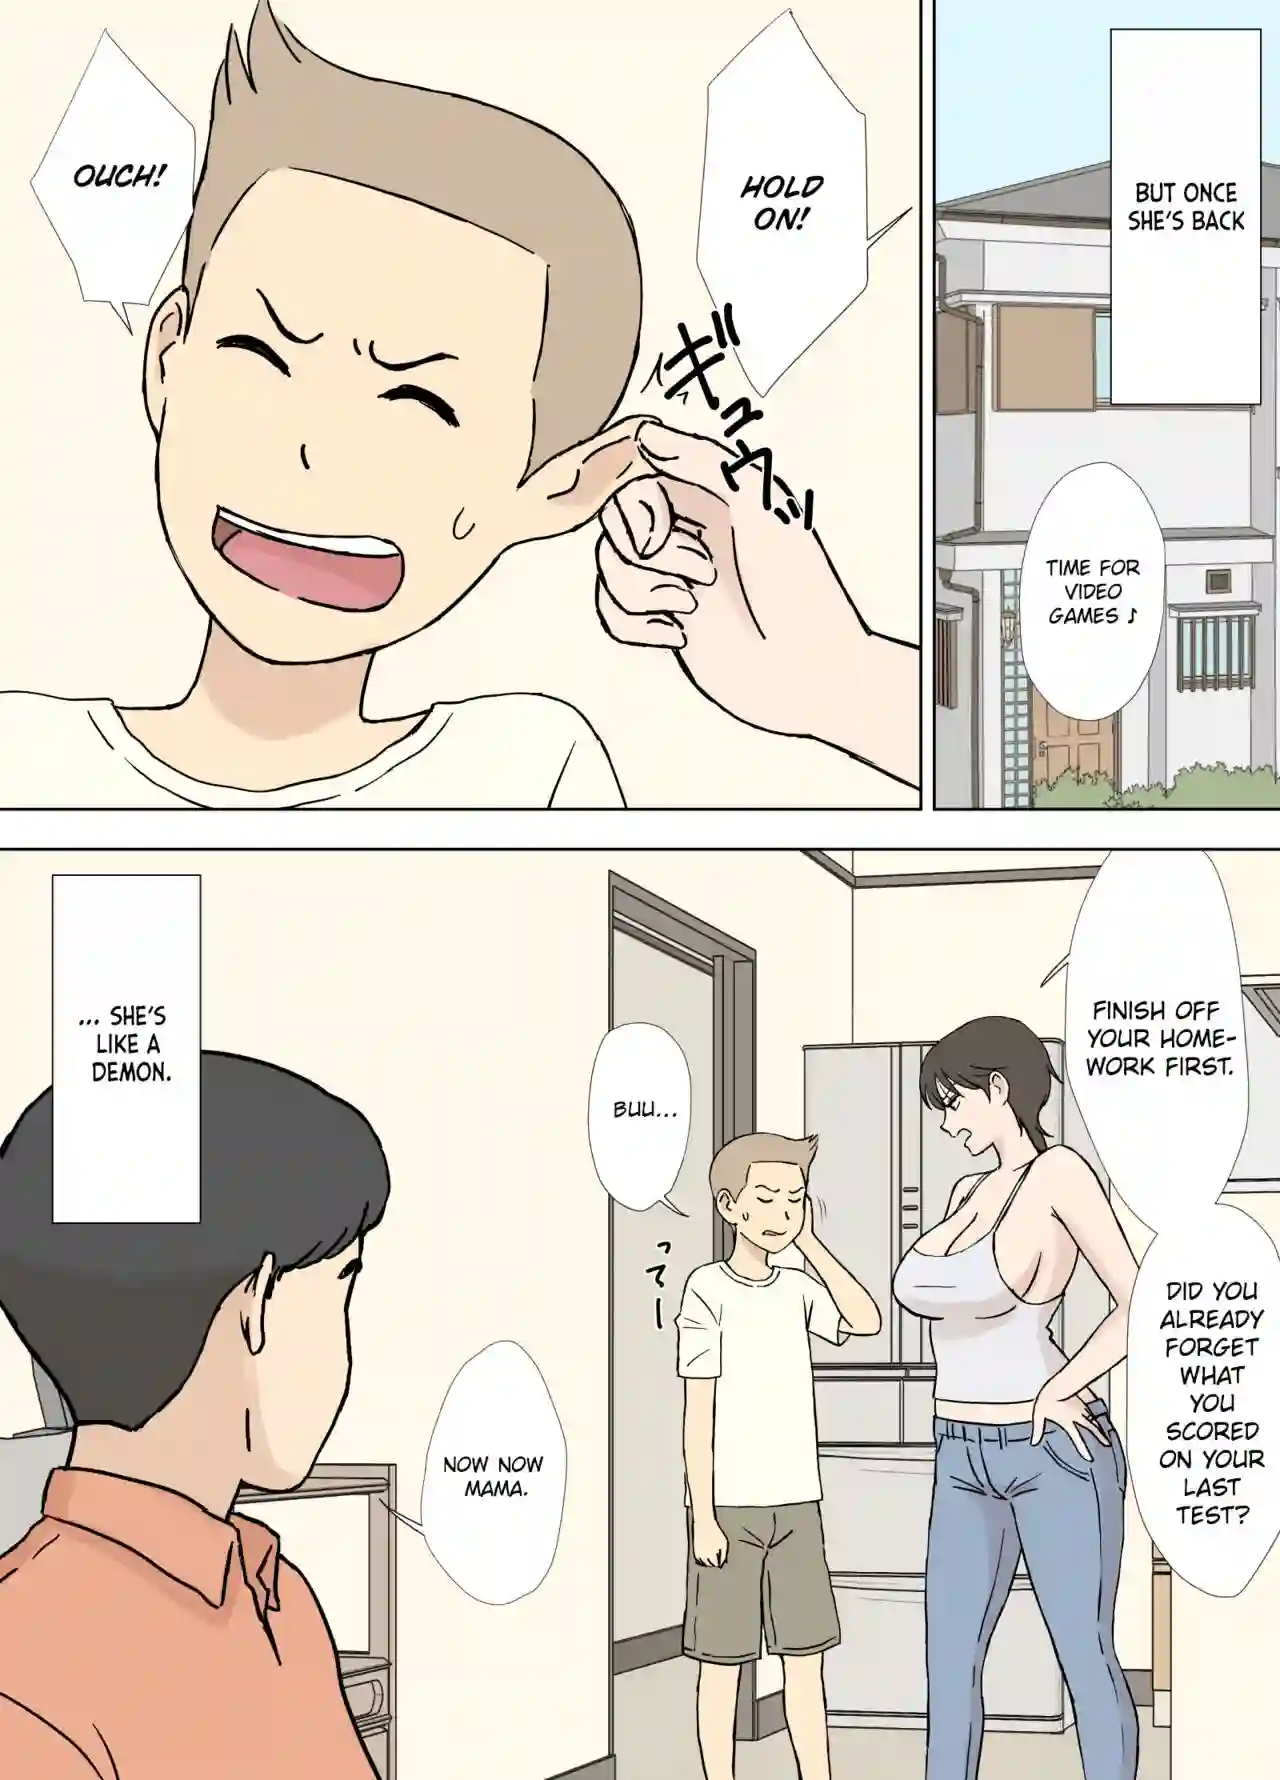 BUT ONCE
SHE'S BACK
TIME FOR
VIDEO
GAMES ♪
HOLD
ON!
ギュウッ
OUCH!
FINISH OFF
YOUR HOME-
WORK FIRST.
DID YOU
ALREADY
FORGET
WHAT
YOU
SCORED
ON YOUR
LAST
TEST?
BUU...
ってー
NOW NOW
MAMA.
... SHE'S
LIKE A
DEMON.